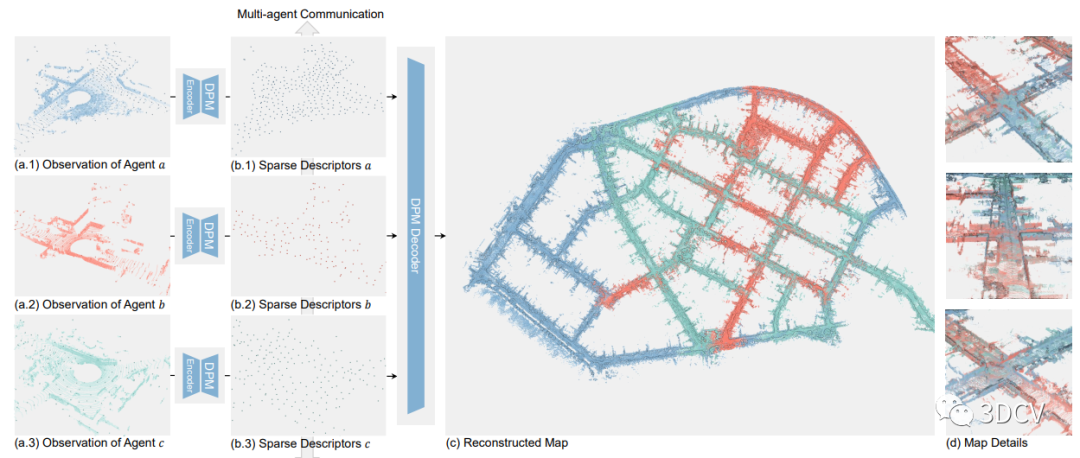 Multi-agent Communication
Encoder
DPM
(a.1) Observation of Agent a
(b.1) Sparse Descriptors a
Encoder
DPM
(a.2) Observation of Agent b
(b.2) Sparse Descriptors b
Encoder
DPM
(a.3) Observation of Agent c
(b.3) Sparse Descriptors c
DPM Decoder
(c) Reconstructed Map
3DCV
(d) Map Details